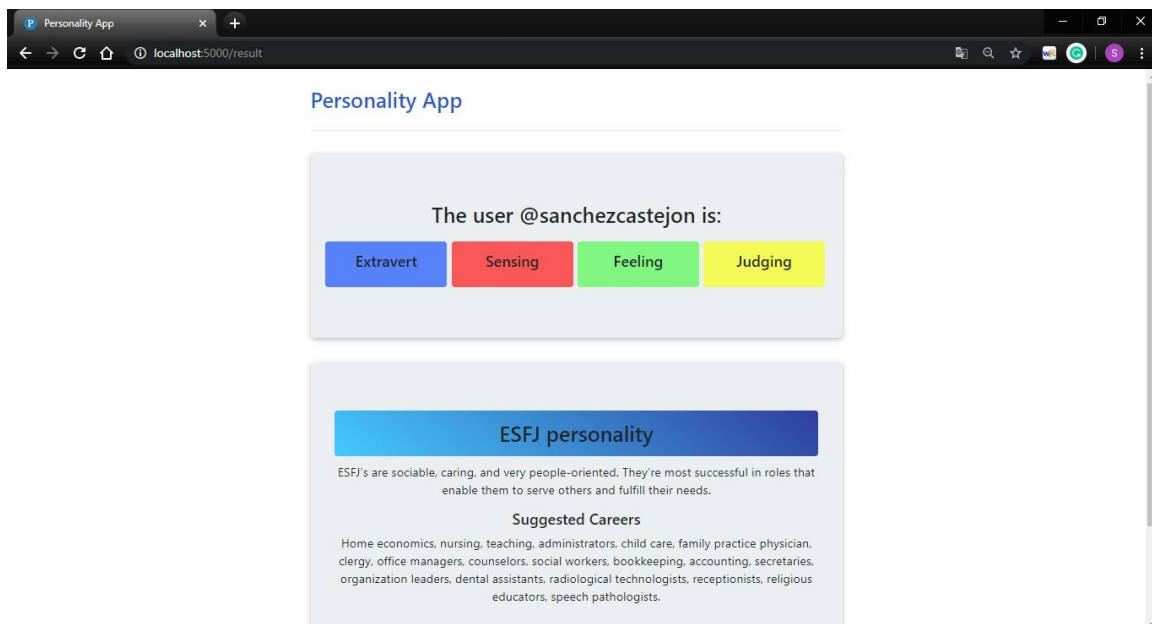 Personality App
localhost:5000/result
Personality App
The user @sanchezcastejon is:
Extravert Sensing Feeling Judging
ESFJ personality
ESFJ's are sociable, caring, and very people-oriented. They're most successful in roles that
enable them to serve others and fulfill their needs.
Suggested Careers
Home economics, nursing, teaching, administrators, child care, family practice physician,
clergy, office managers, counselors, social workers, bookkeeping, accounting, secretaries,
organization leaders, dental assistants, radiological technologists, receptionists, religious
educators, speech pathologists.